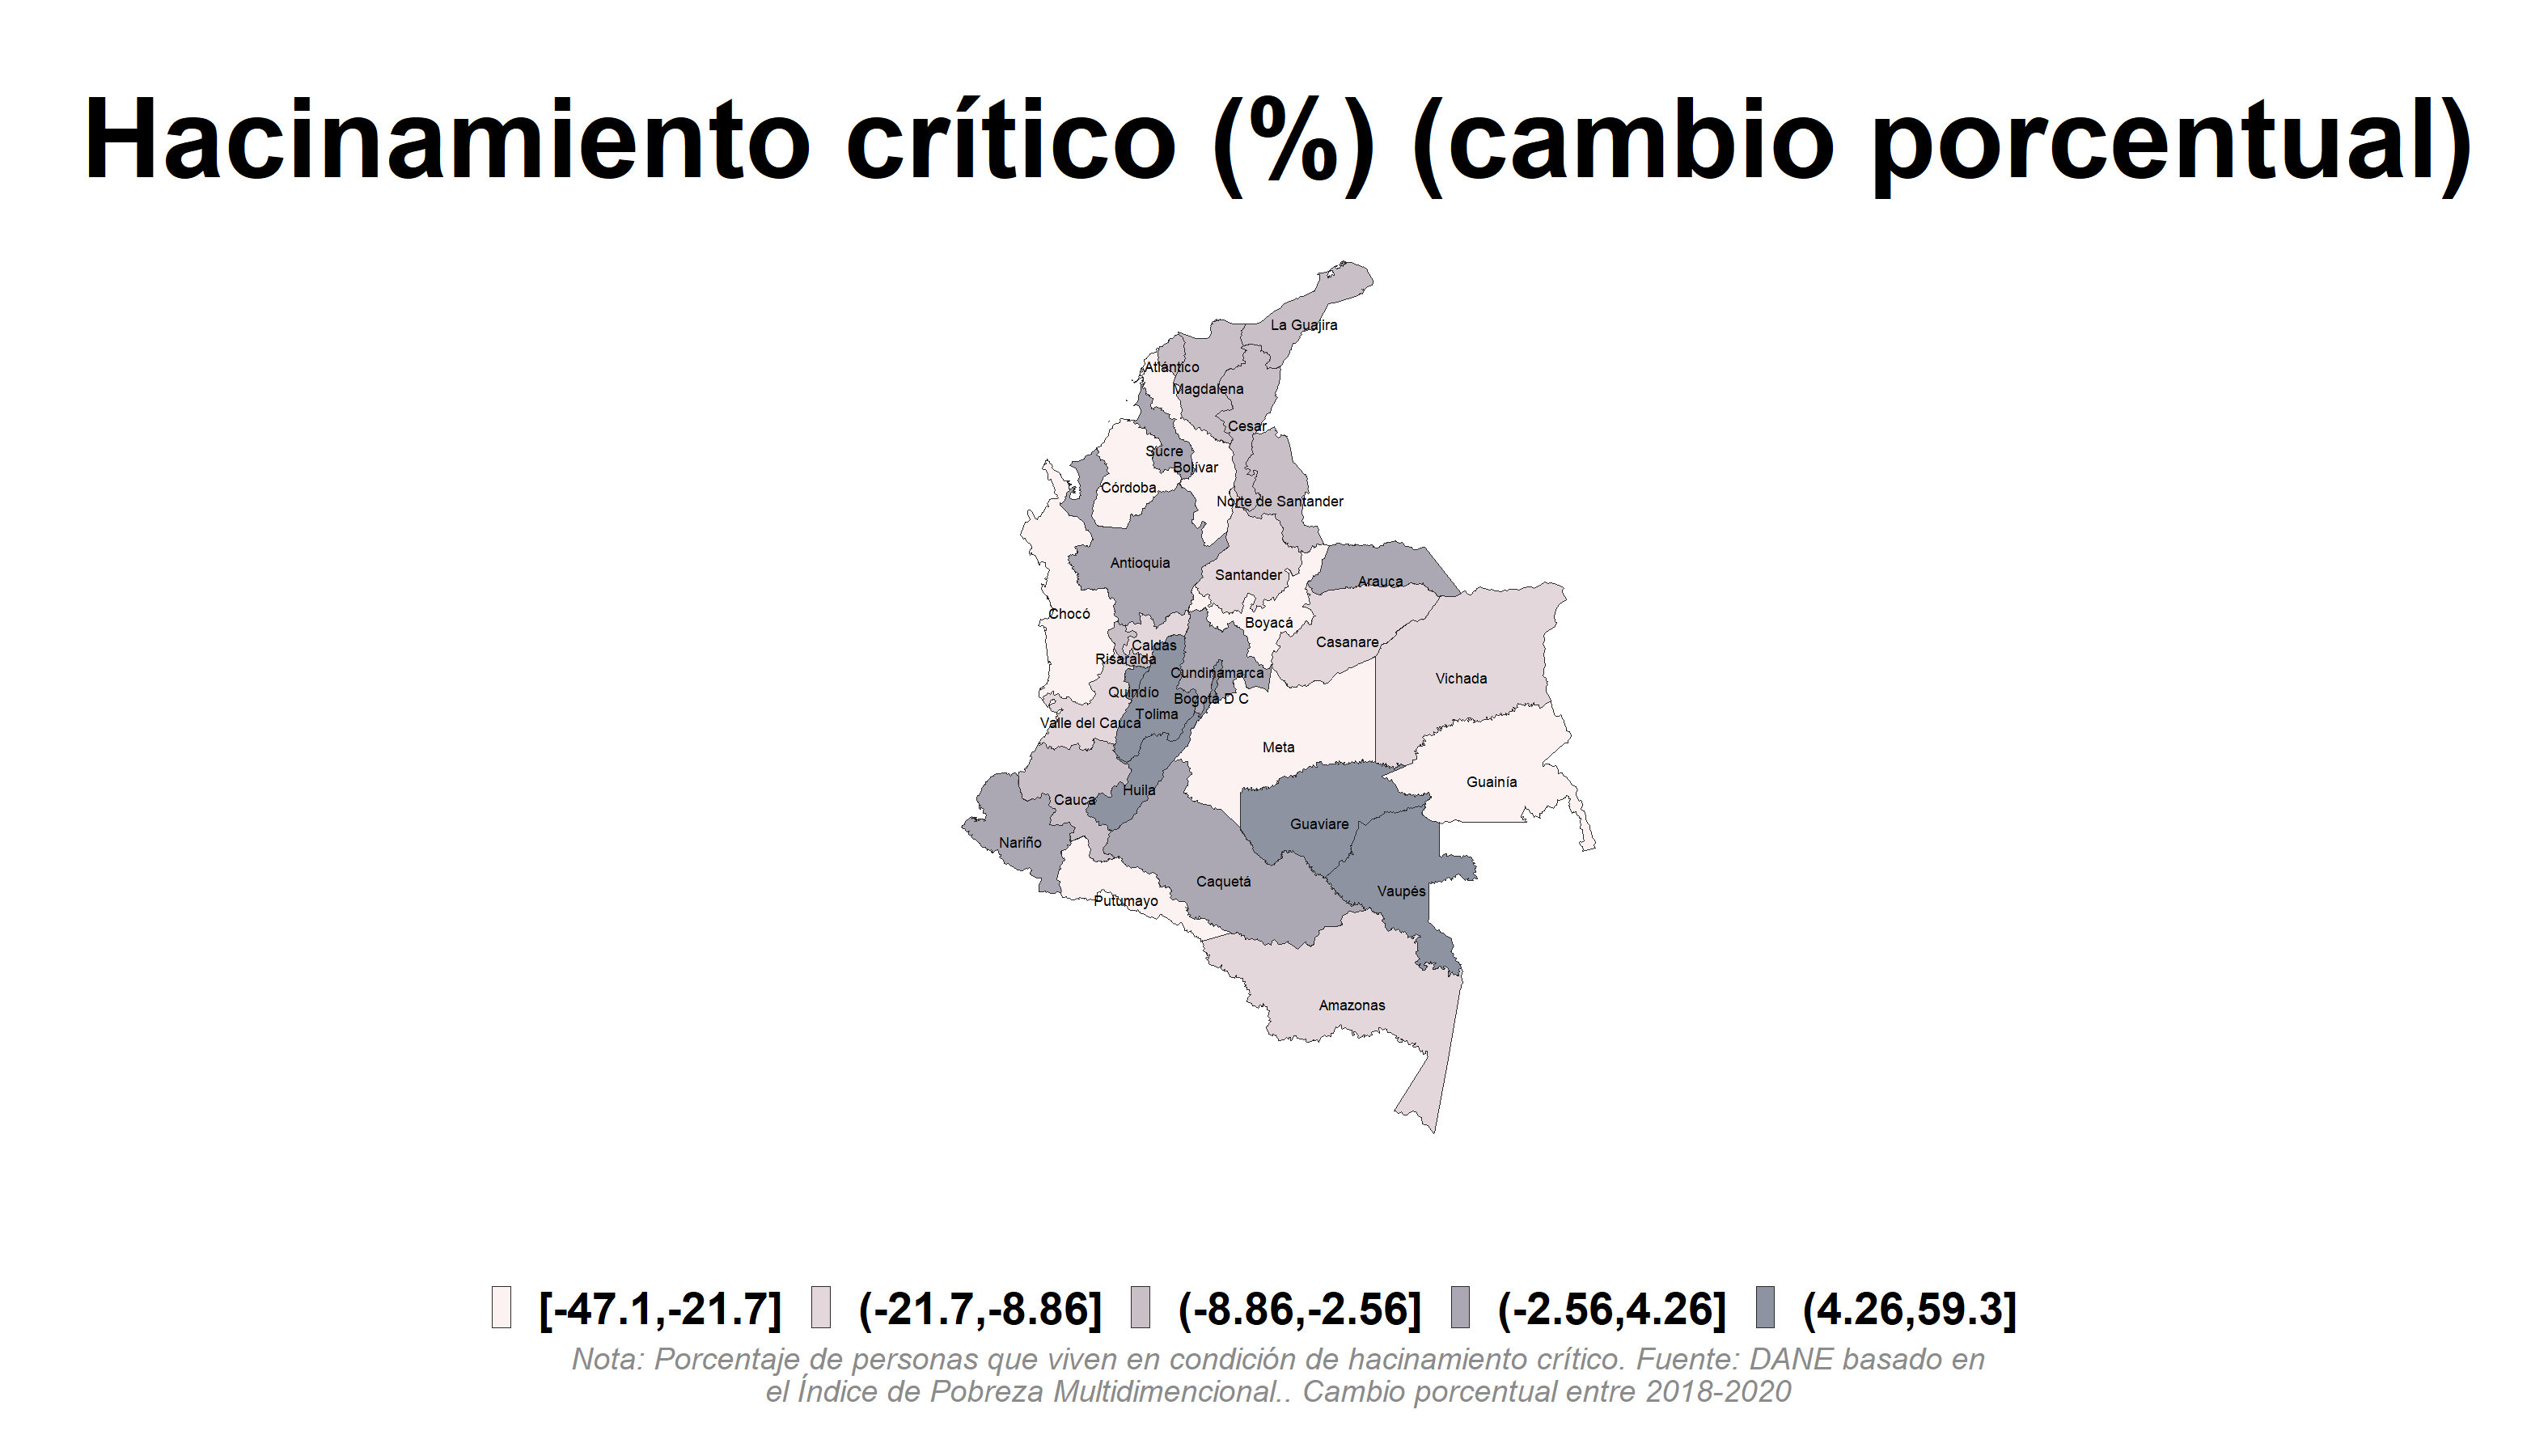 Hacinamiento crítico (%) (cambio porcentual)
La Guajira
Atlántico
Magdalena
Cesar
Sucre
Bolívar
Córdoba
Norte de Santander
Antioquia
Santander
Arauca
Chocó
Boyacá
Casanare
Caldas
Risaralda
Cundinamarca
Vichada
Quindío
Bogotá D C
Tolima
Valle del Cauca
Meta
Guainía
Huila
Cauca
Guaviare
Nariño
Caquetá
Vaupés
Putumayo
Amazonas
[-47.1,-21.7] (-21.7,-8.86] (-8.86,-2.56] (-2.56,4.26] (4.26,59.3]
Nota: Porcentaje de personas que viven en condición de hacinamiento crítico. Fuente: DANE basado en
el Índice de Pobreza Multidimencional.. Cambio porcentual entre 2018-2020